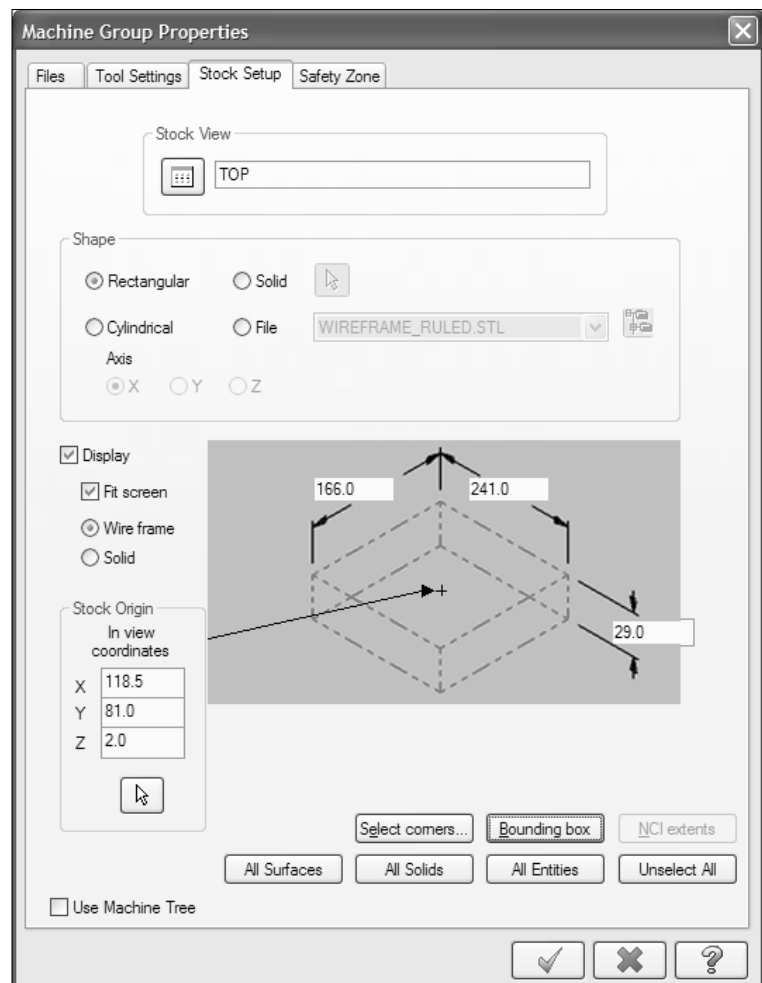 Machine Group Properties
Files Tool Settings Stock Setup Safety Zone
Stock View
TOP
Shape
Rectangular Solid
Cylindrical File WIREFRAME_RULED.STL
Axis
X Y Z
Display
Fit screen
166.0 241.0
Wire frame
Solid
Stock Origin
In view
coordinates
29.0
X 118.5
Y 81.0
Z 2.0
Select corners... Bounding box NCI extents
All Surfaces All Solids All Entities Unselect All
Use Machine Tree
?